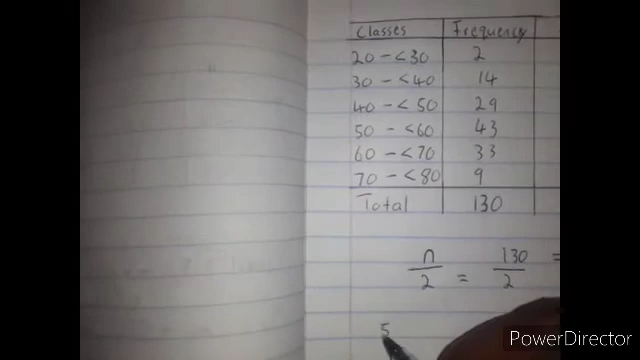 Classes Frequency
20 - <30 2
30 - <40 14
40 - <50 29
50 - <60 43
60 - <70 33
70 - <80 9
Total 130
n/2 = 130/2 =
5
PowerDirector